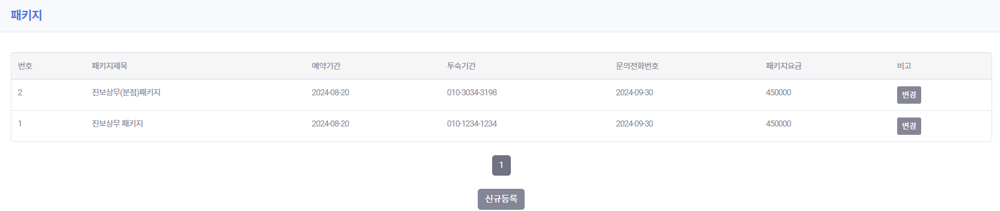 패키지
번호 패키지제목 예약기간 투숙기간 문의전화번호 패키지요금 비고
2 진보상무(분점)패키지 2024-08-20 010-3034-3198 2024-09-30 450000 변경
1 진보상무 패키지 2024-08-20 010-1234-1234 2024-09-30 450000 변경
1
신규등록